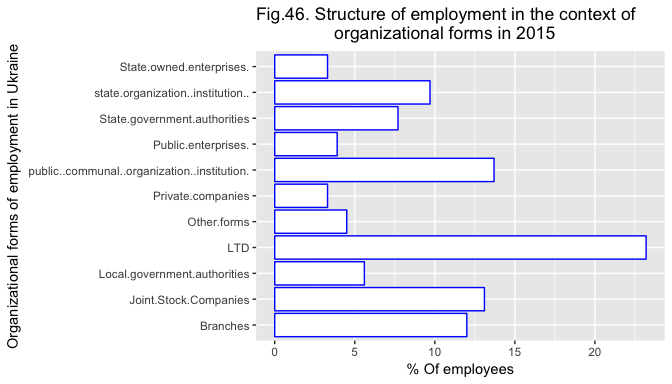 Fig.46. Structure of employment in the context of
organizational forms in 2015
Organizational forms of employment in Ukraine
State.owned.enterprises.
state.organization..institution..
State.government.authorities
Public.enterprises.
public..communal..organization..institution.
Private.companies
Other.forms
LTD
Local.government.authorities
Joint.Stock.Companies
Branches
0 5 10 15 20
% Of employees